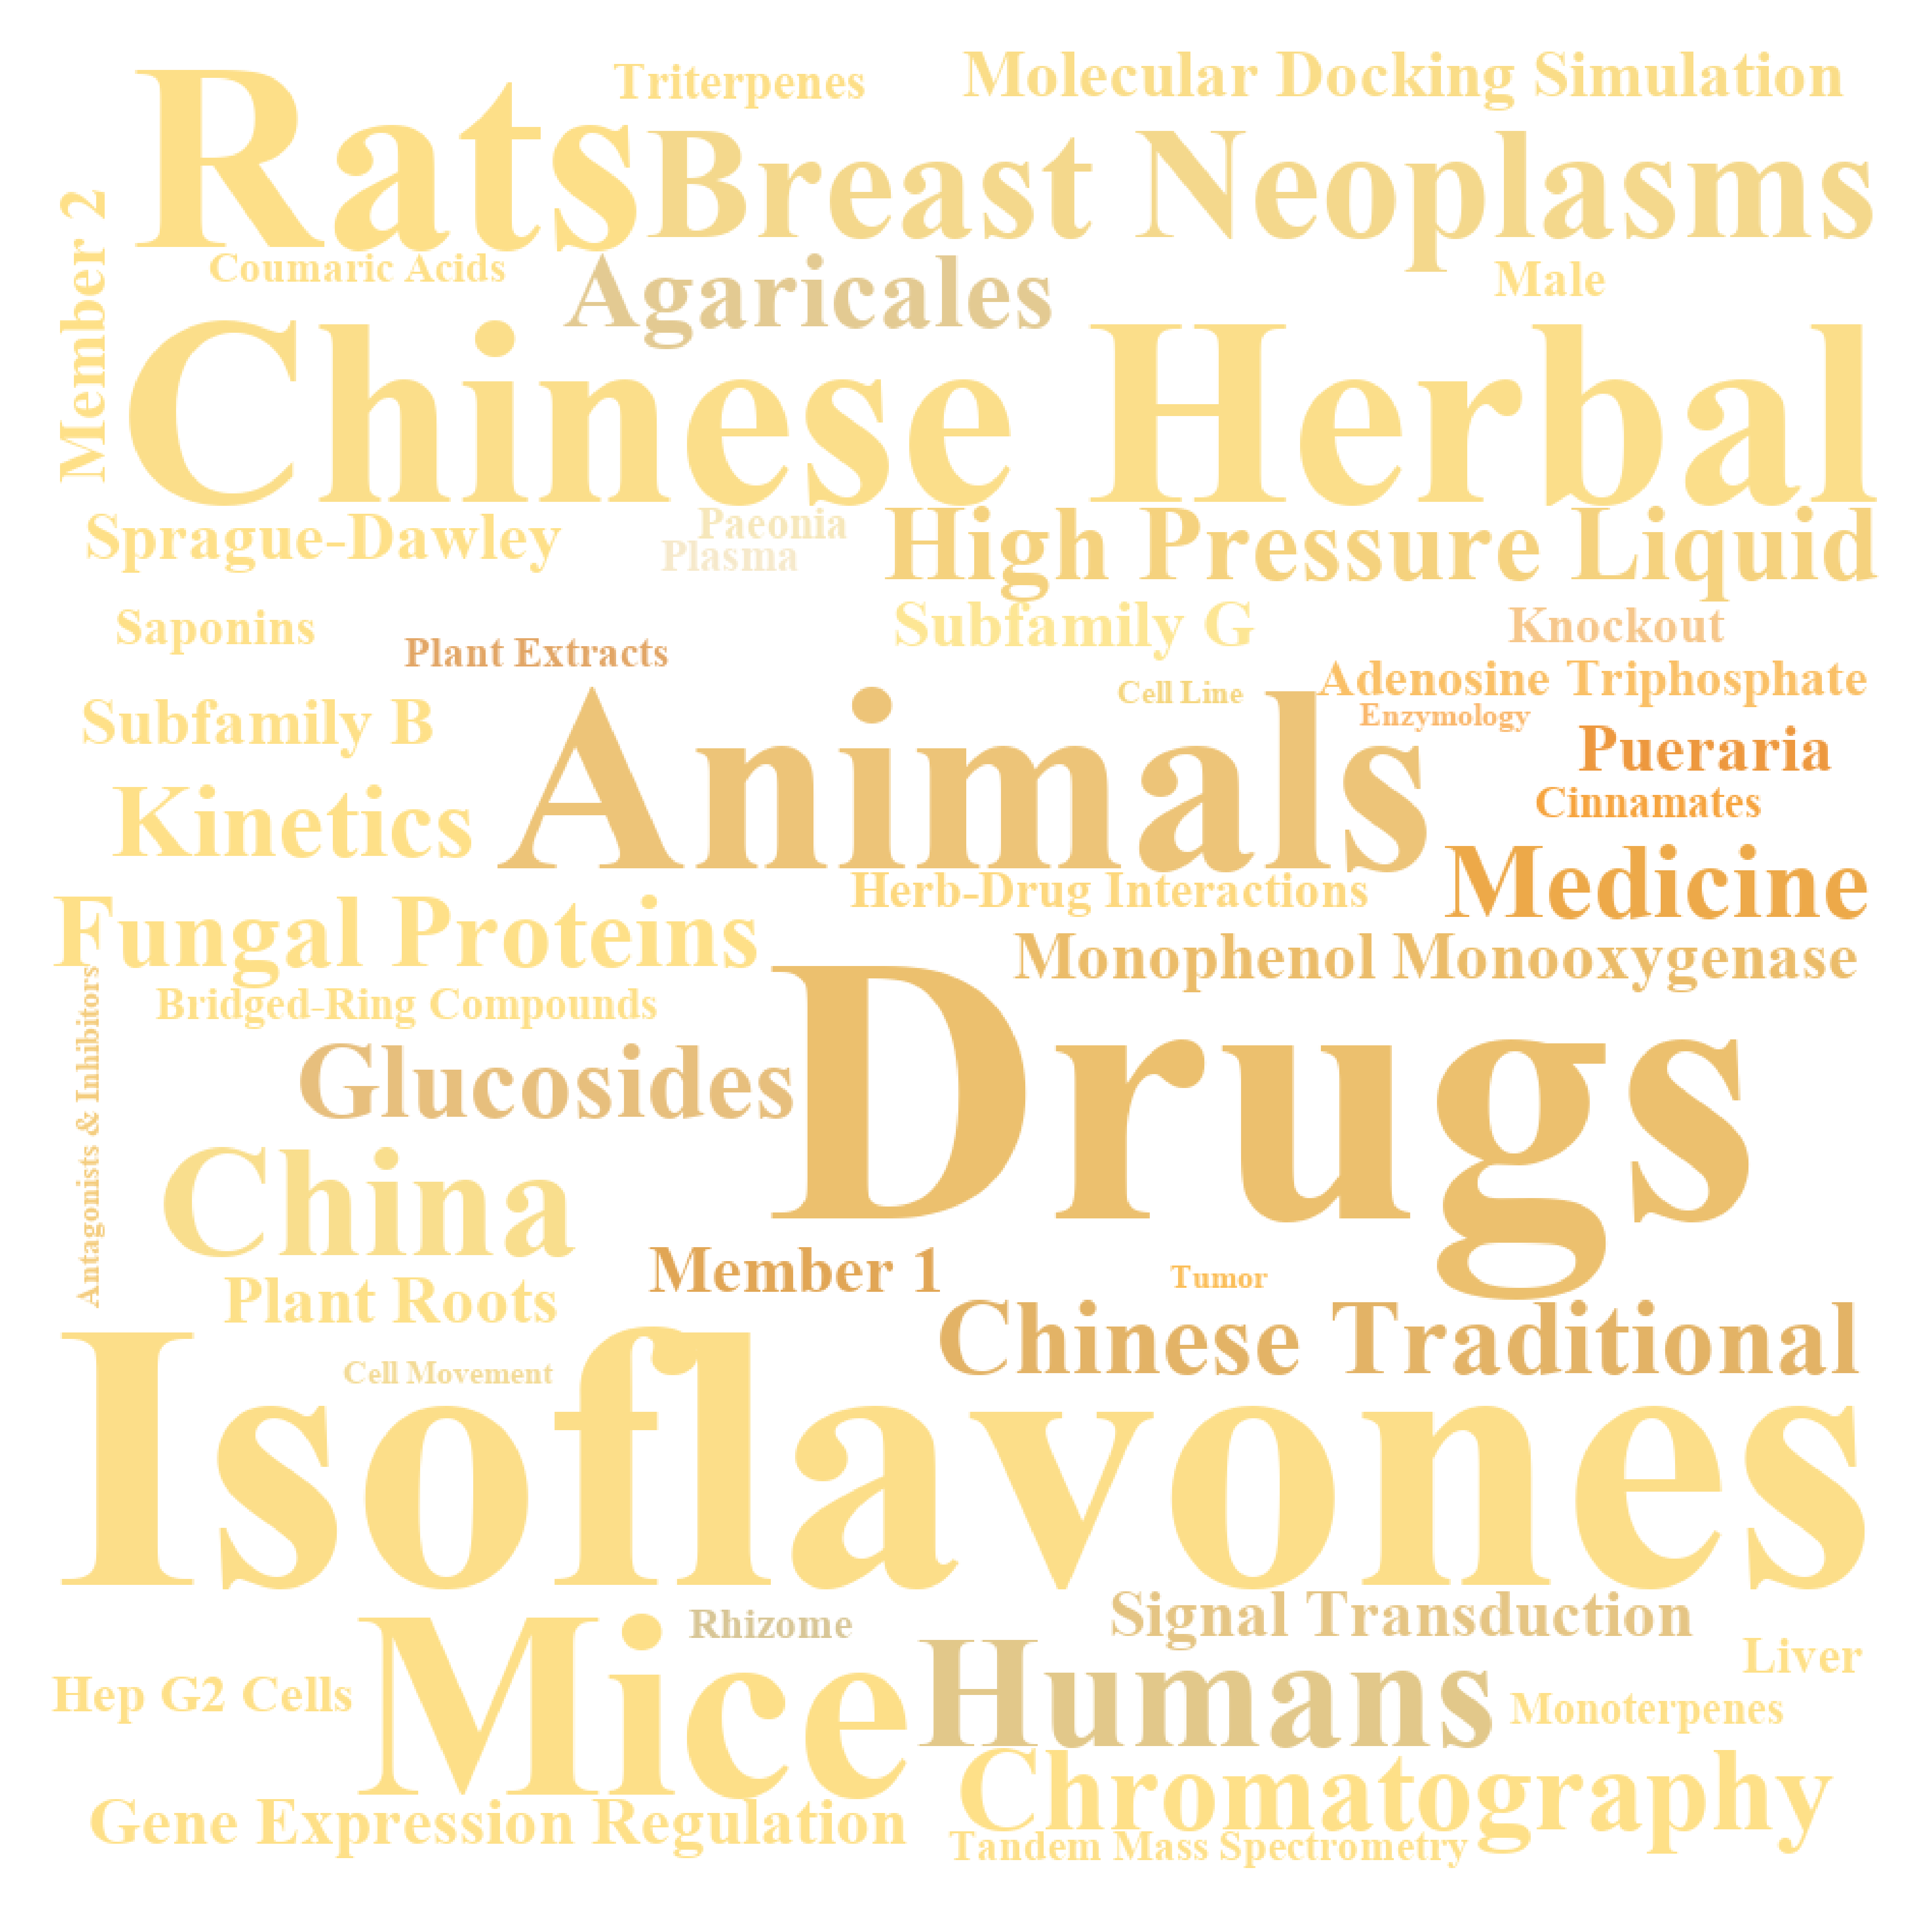 Triterpenes
Molecular Docking Simulation
Rats
Breast Neoplasms
Member 2
Coumaric Acids
Agaricales
Male
Chinese Herbal
Sprague-Dawley
Paeonia
Plasma
High Pressure Liquid
Saponins
Plant Extracts
Subfamily G
Knockout
Subfamily B
Cell Line
Adenosine Triphosphate
Enzymology
Animals
Pueraria
Cinnamates
Kinetics
Herb-Drug Interactions
Medicine
Fungal Proteins
Monophenol Monooxygenase
Bridged-Ring Compounds
Antagonists & Inhibitors
Drugs
Glucosides
China
Member 1
Tumor
Plant Roots
Chinese Traditional
Cell Movement
Isoflavones
Rhizome
Signal Transduction
Liver
Hep G2 Cells
Mice
Humans
Monoterpenes
Chromatography
Gene Expression Regulation
Tandem Mass Spectrometry